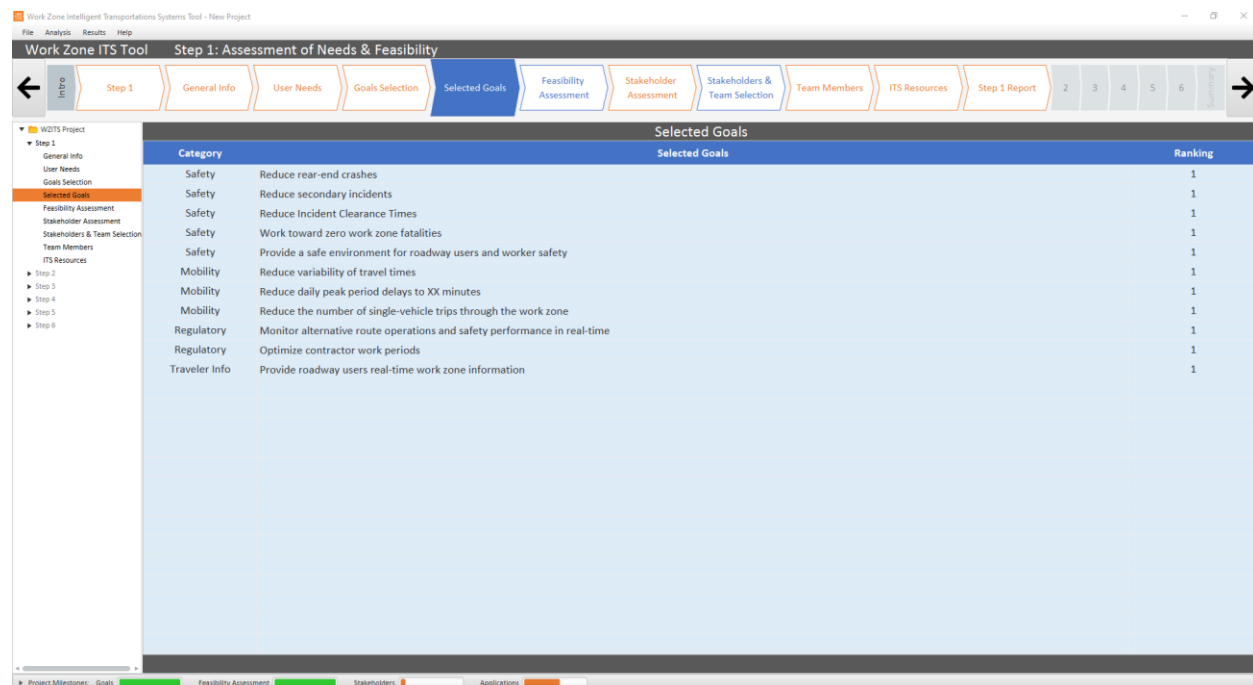 Work Zone Intelligent Transportations Systems Tool - New Project
File Analysis Results Help
Work Zone ITS Tool Step 1: Assessment of Needs & Feasibility
Intro
Step 1
General Info
User Needs
Goals Selection
Selected Goals
Feasibility
Assessment
Stakeholder
Assessment
Stakeholders &
Team Selection
Team Members
ITS Resources
Step 1 Report
2 3 4 5 6
Summary
WZITS Project
Step 1
General Info
User Needs
Goals Selection
Selected Goals
Feasibility Assessment
Stakeholder Assessment
Stakeholders & Team Selection
Team Members
ITS Resources
Step 2
Step 3
Step 4
Step 5
Step 6
Selected Goals
Category Selected Goals Ranking
Safety Reduce rear-end crashes 1
Safety Reduce secondary incidents 1
Safety Reduce Incident Clearance Times 1
Safety Work toward zero work zone fatalities 1
Safety Provide a safe environment for roadway users and worker safety 1
Mobility Reduce variability of travel times 1
Mobility Reduce daily peak period delays to XX minutes 1
Mobility Reduce the number of single-vehicle trips through the work zone 1
Regulatory Monitor alternative route operations and safety performance in real-time 1
Regulatory Optimize contractor work periods 1
Traveler Info Provide roadway users real-time work zone information 1
Project Milestones: Goals Feasibility Assessment Stakeholders Applications